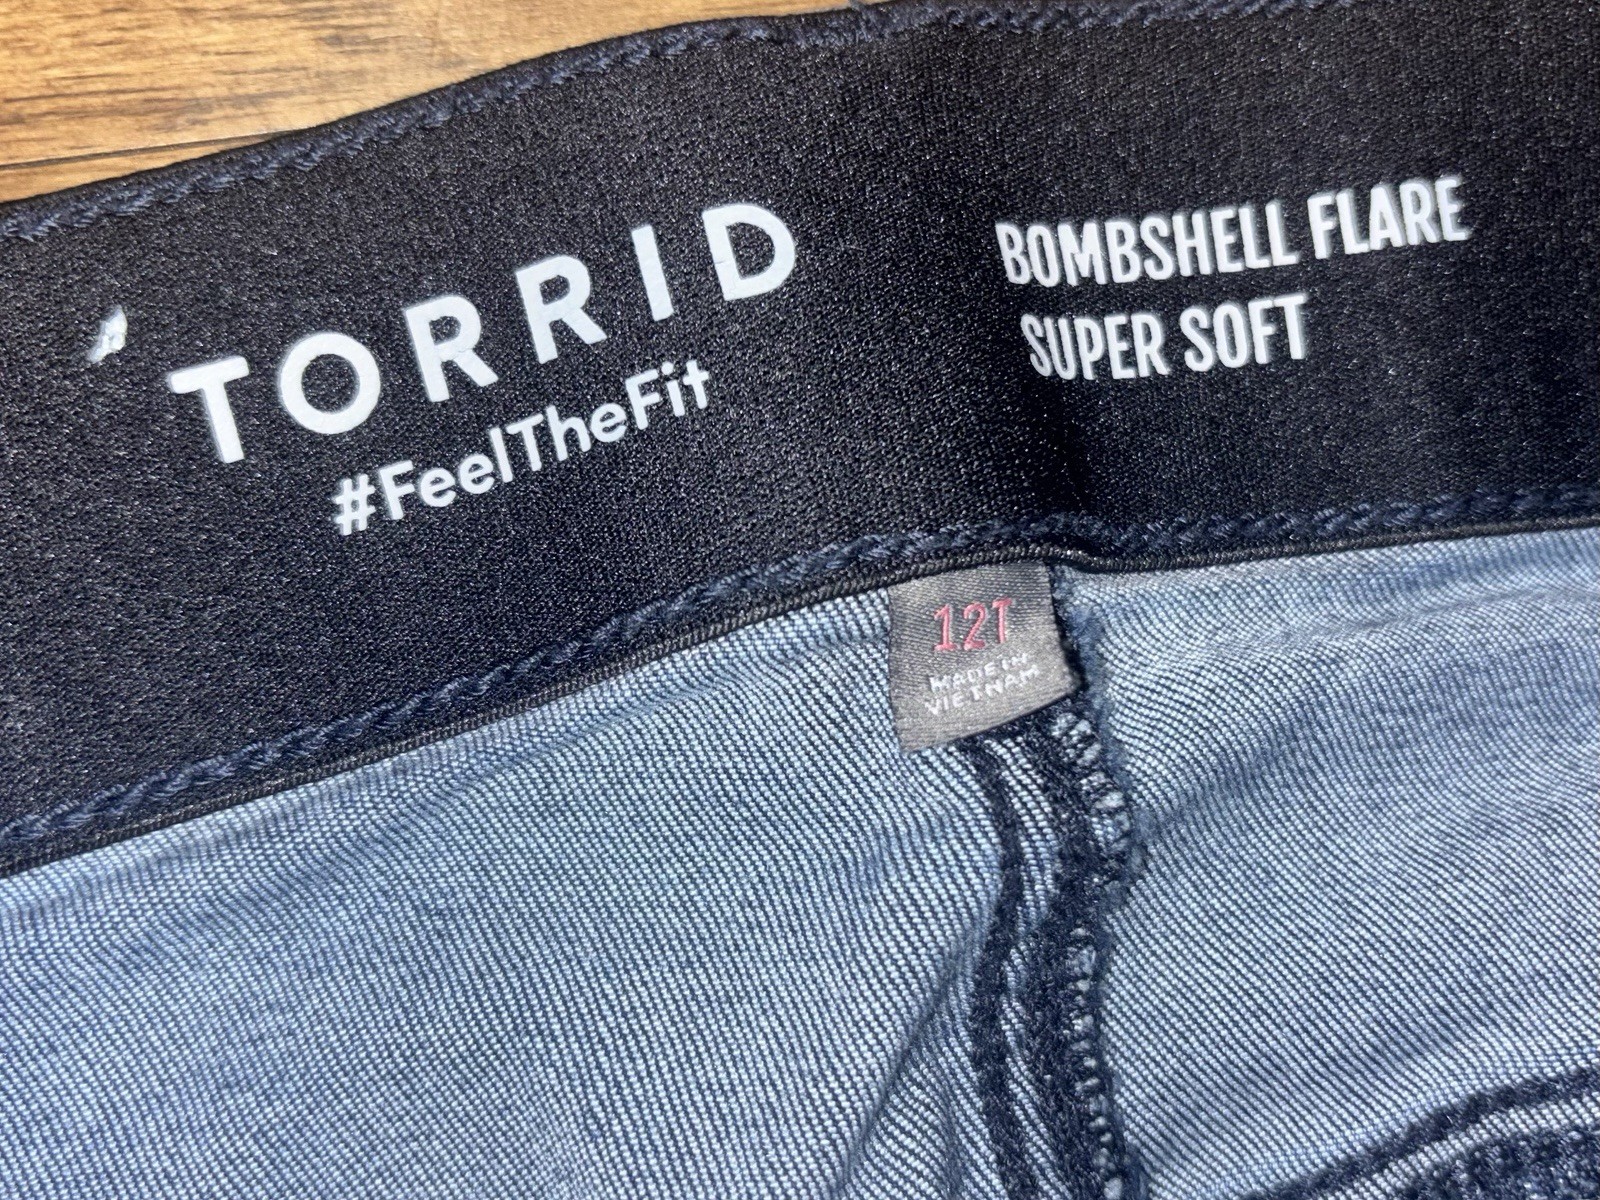 TORRID
#FeelTheFit
BOMBSHELL FLARE
SUPER SOFT
12T
MADE IN
VIETNAM